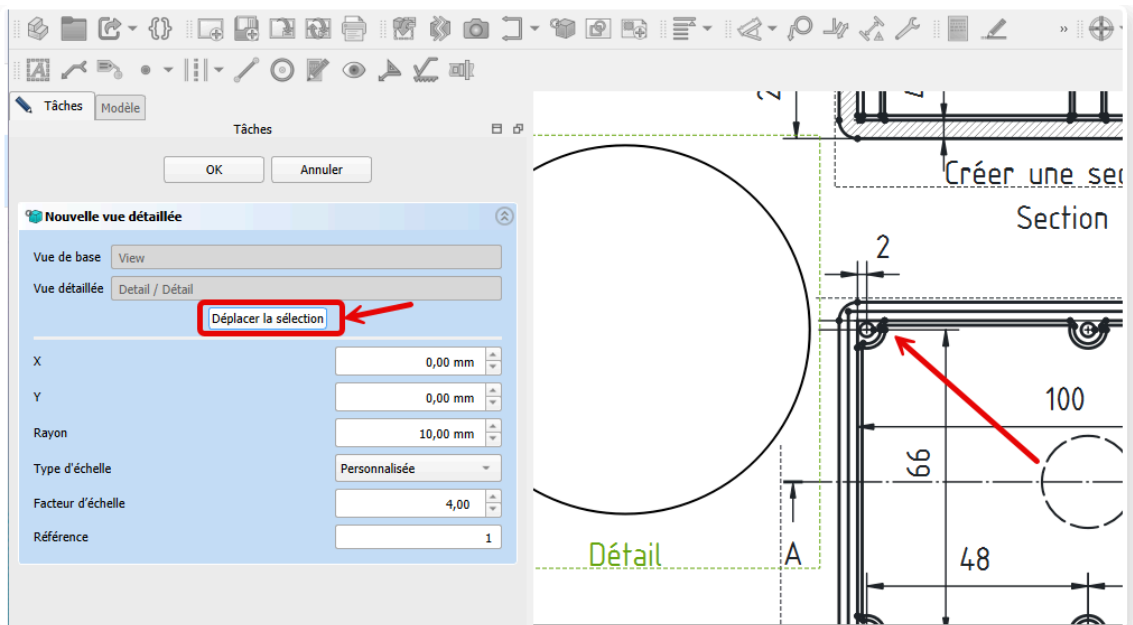 Tâches
Modèle
Tâches
OK
Annuler
Nouvelle vue détaillée
Vue de base
View
Vue détaillée
Detail / Détail
Déplacer la sélection
X
0,00 mm
Y
0,00 mm
Rayon
10,00 mm
Type d'échelle
Personnalisée
Facteur d’échelle
4,00
Référence
1
Créer une sec
Section
2
100
66
Détail
A
48